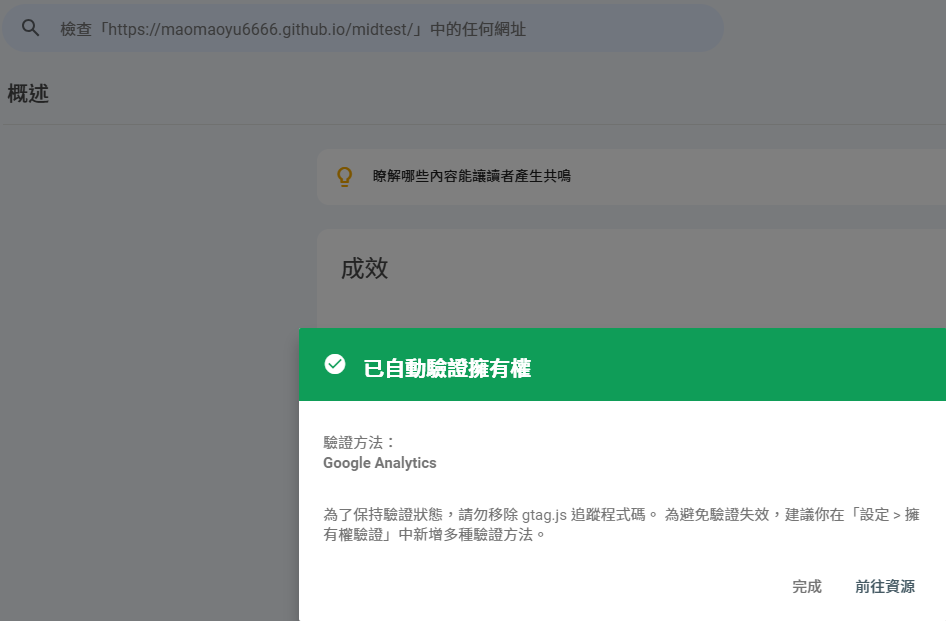 檢查「https://maomaoyu6666.github.io/midtest/」中的任何網址
概述
瞭解哪些內容能讓讀者產生共鳴
成效
已自動驗證擁有權
驗證方法：
Google Analytics
為了保持驗證狀態，請勿移除 gtag.js 追蹤程式碼。 為避免驗證失效，建議你在「設定 > 擁
有權驗證」中新增多種驗證方法。
完成 前往資源